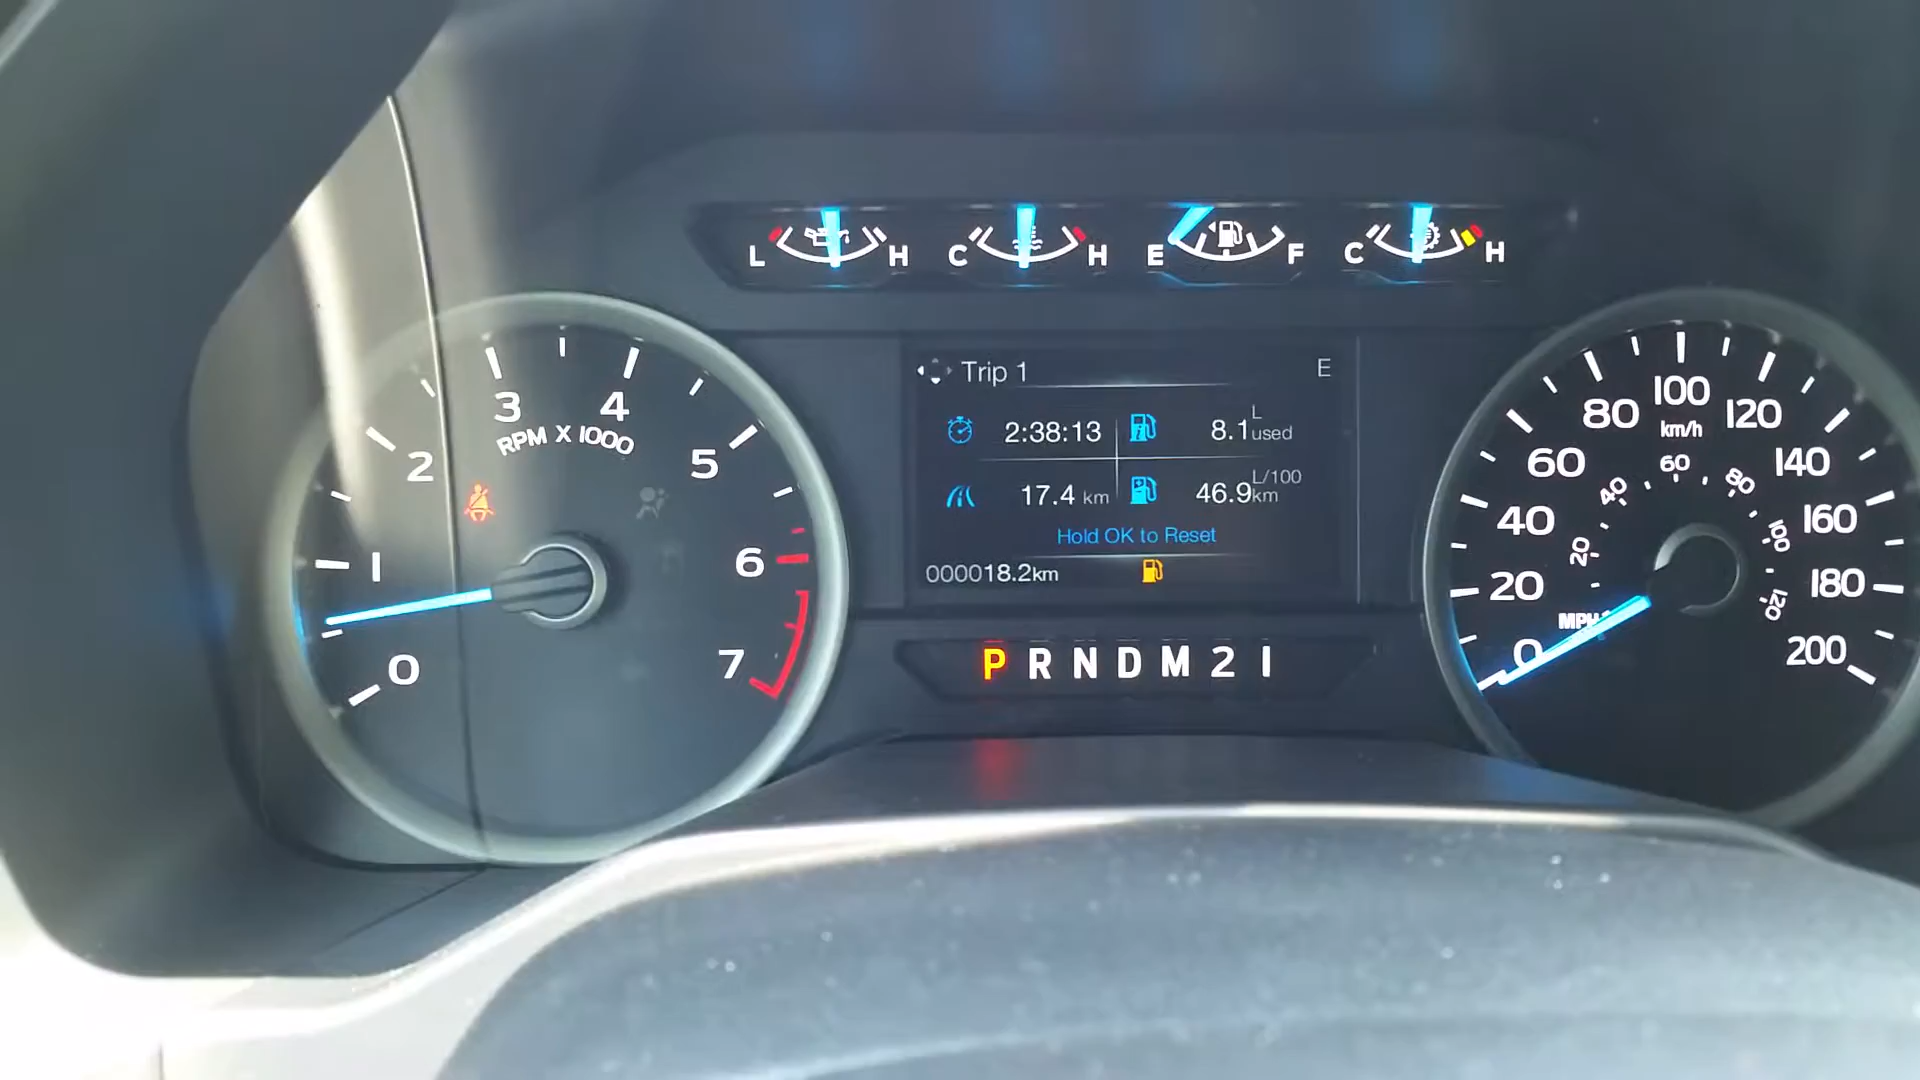 L H C H E F C H
Trip 1 E
2:38:13 8.1 L used
17.4 km 46.9 L/100 km
Hold OK to Reset
000018.2km
P R N D M 2 1
0 1 2 3 4 5 6 7
RPM X 1000
0 20 40 60 80 100 120 140 160 180 200
km/h
20 40 60 80 100 120
MPH